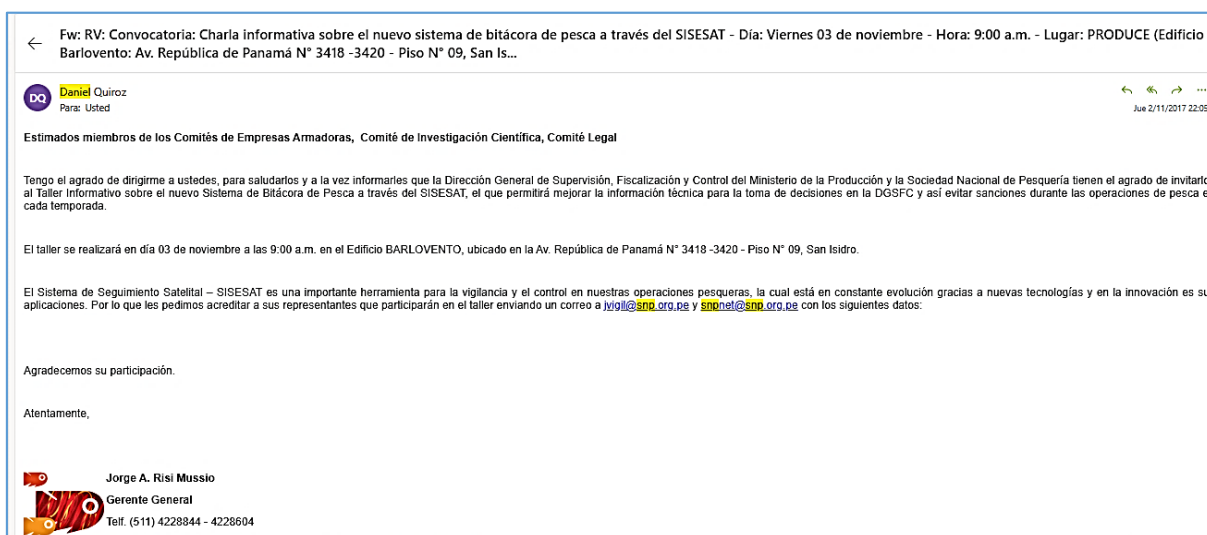 Fw: RV: Convocatoria: Charla informativa sobre el nuevo sistema de bitácora de pesca a través del SISESAT - Día: Viernes 03 de noviembre - Hora: 9:00 a.m. - Lugar: PRODUCE (Edificio
Barlovento: Av. República de Panamá N° 3418 -3420 - Piso N° 09, San Is...
DQ
Daniel Quiroz
Para: Usted
Jue 2/11/2017 22:05
Estimados miembros de los Comités de Empresas Armadoras, Comité de Investigación Científica, Comité Legal
Tengo el agrado de dirigirme a ustedes, para saludarlos y a la vez informarles que la Dirección General de Supervisión, Fiscalización y Control del Ministerio de la Producción y la Sociedad Nacional de Pesquería tienen el agrado de invitarlo
al Taller Informativo sobre el nuevo Sistema de Bitácora de Pesca a través del SISESAT, el que permitirá mejorar la información técnica para la toma de decisiones en la DGSFC y así evitar sanciones durante las operaciones de pesca e
cada temporada.
El taller se realizará en día 03 de noviembre a las 9:00 a.m. en el Edificio BARLOVENTO, ubicado en la Av. República de Panamá N° 3418 -3420 - Piso N° 09, San Isidro.
El Sistema de Seguimiento Satelital – SISESAT es una importante herramienta para la vigilancia y el control en nuestras operaciones pesqueras, la cual está en constante evolución gracias a nuevas tecnologías y en la innovación es su
aplicaciones. Por lo que les pedimos acreditar a sus representantes que participarán en el taller enviando un correo a jvigil@snp.org.pe y snpnet@snp.org.pe con los siguientes datos:
Agradecemos su participación.
Atentamente,
Jorge A. Risi Mussio
Gerente General
Telf. (511) 4228844 - 4228604